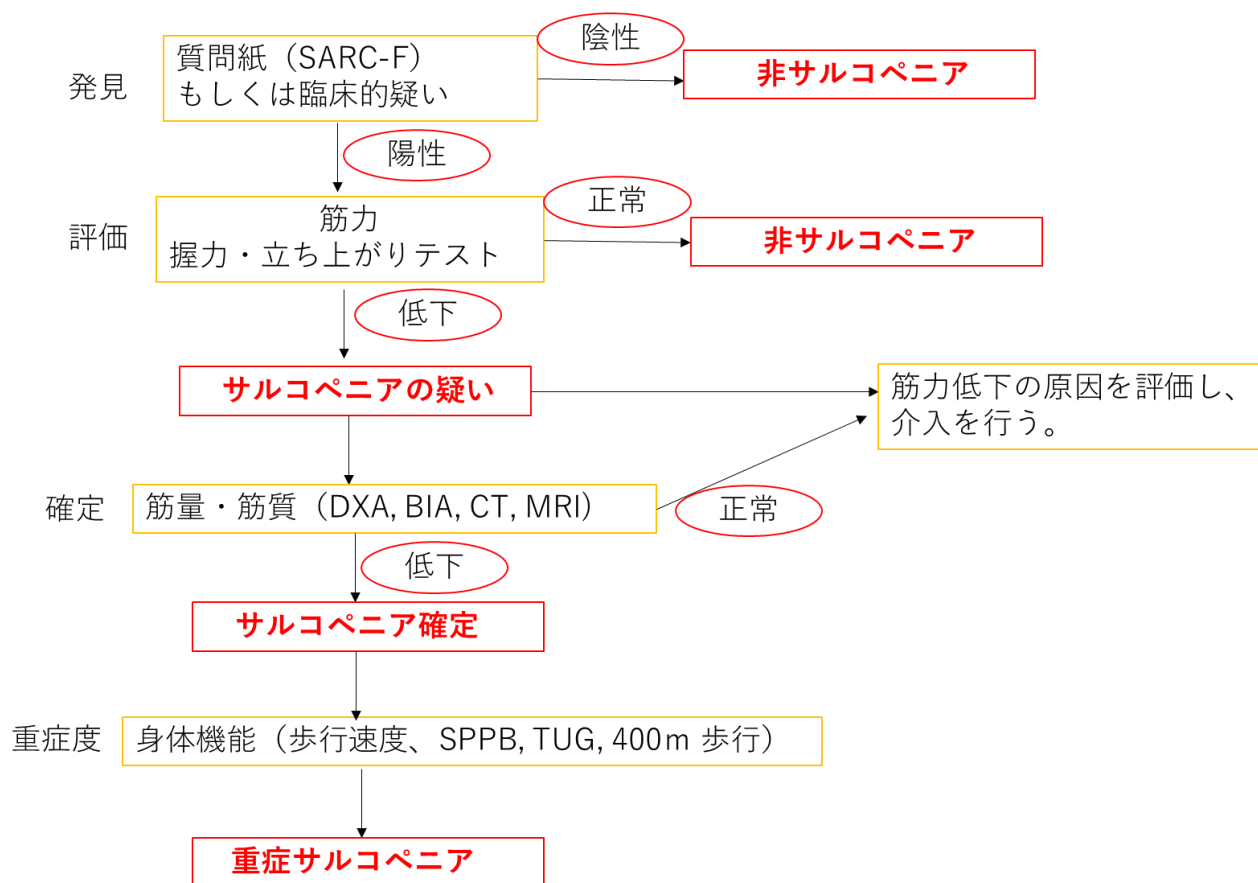 陰性
質問紙（SARC-F）
もしくは臨床的疑い
発見
非サルコペニア
陽性
正常
筋力
握力・立ち上がりテスト
評価
非サルコペニア
低下
サルコペニアの疑い
筋力低下の原因を評価し、
介入を行う。
確定
筋量・筋質（DXA, BIA, CT, MRI）
正常
低下
サルコペニア確定
重症度
身体機能（歩行速度、SPPB, TUG, 400m 歩行）
重症サルコペニア